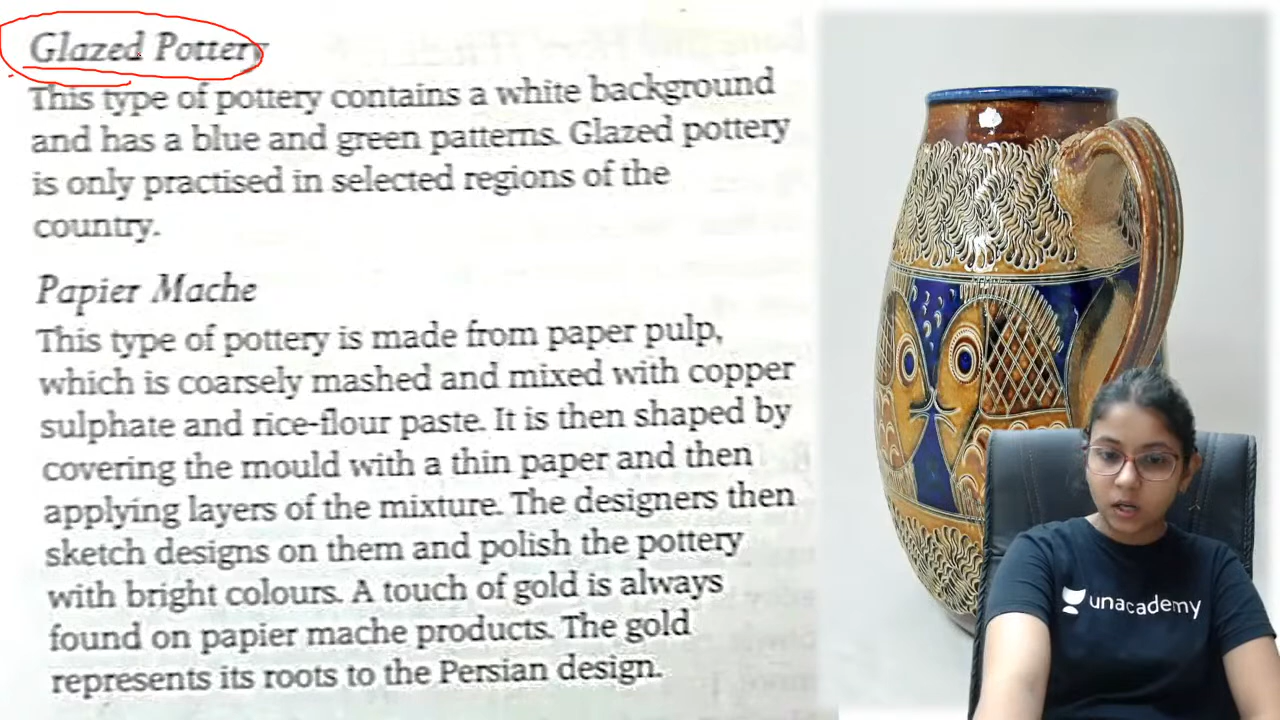 Glazed Pottery
This type of pottery contains a white background
and has a blue and green patterns. Glazed pottery
is only practised in selected regions of the
country.
Papier Mache
This type of pottery is made from paper pulp,
which is coarsely mashed and mixed with copper
sulphate and rice-flour paste. It is then shaped by
covering the mould with a thin paper and then
applying layers of the mixture. The designers then
sketch designs on them and polish the pottery
with bright colours. A touch of gold is always
found on papier mache products. The gold
represents its roots to the Persian design.
unacademy